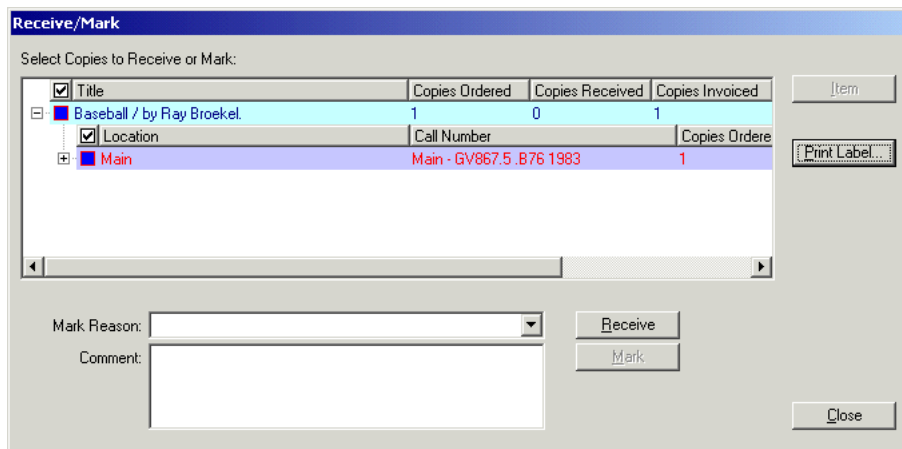 Receive/Mark
Select Copies to Receive or Mark:
Title Copies Ordered Copies Received Copies Invoiced
Item
Baseball / by Ray Broekel. 1 0 1
Location Call Number Copies Ordere
Print Label...
Main Main - GV867.5 .B76 1983 1
Mark Reason: Receive
Comment: Mark
Close